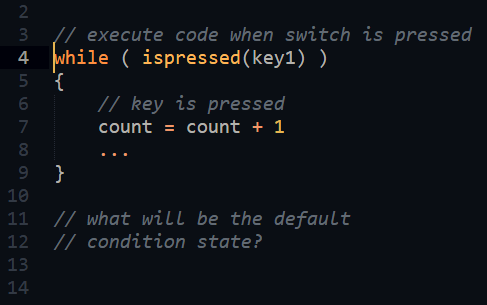 2
3 // execute code when switch is pressed
4 while ( ispressed(key1) )
5 {
6     // key is pressed
7     count = count + 1
8     ...
9 }
10
11 // what will be the default
12 // condition state?
13
14